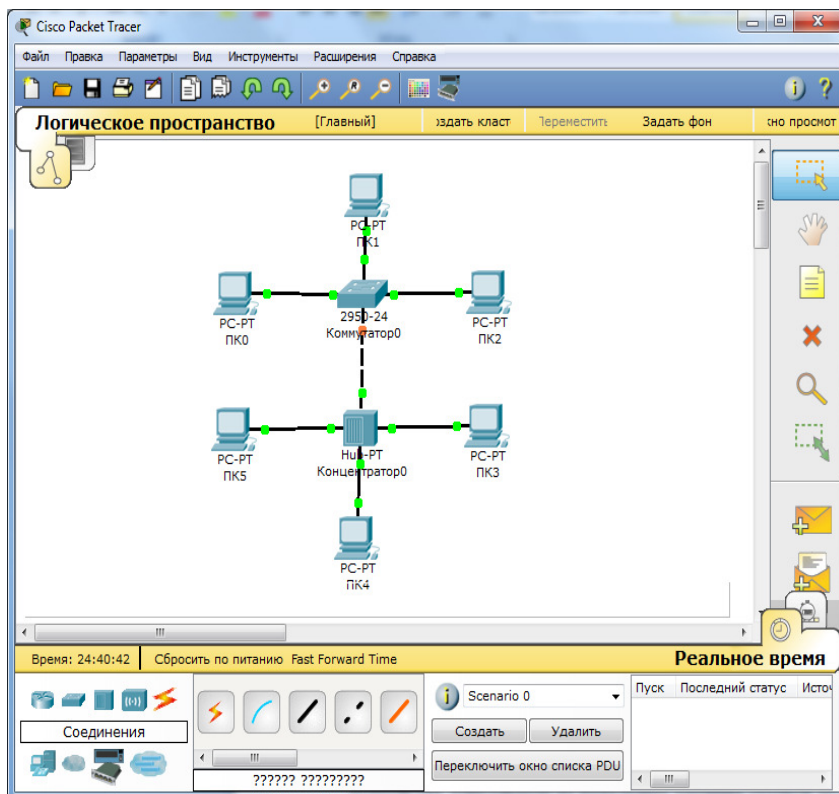 Cisco Packet Tracer
Файл Правка Параметры Вид Инструменты Расширения Справка
Логическое пространство [Главный] оздать класт Переместить Задать фон но просмот
PC-PT
ПК1
PC-PT
ПК0
2950-24
Коммутатор0
PC-PT
ПК2
PC-PT
ПК5
Hub-PT
Концентратор0
PC-PT
ПК3
PC-PT
ПК4
Время: 24:40:42 Сбросить по питанию Fast Forward Time Реальное время
Соединения
?????? ?????????
Scenario 0
Создать Удалить
Переключить окно списка PDU
Пуск Последний статус Источ